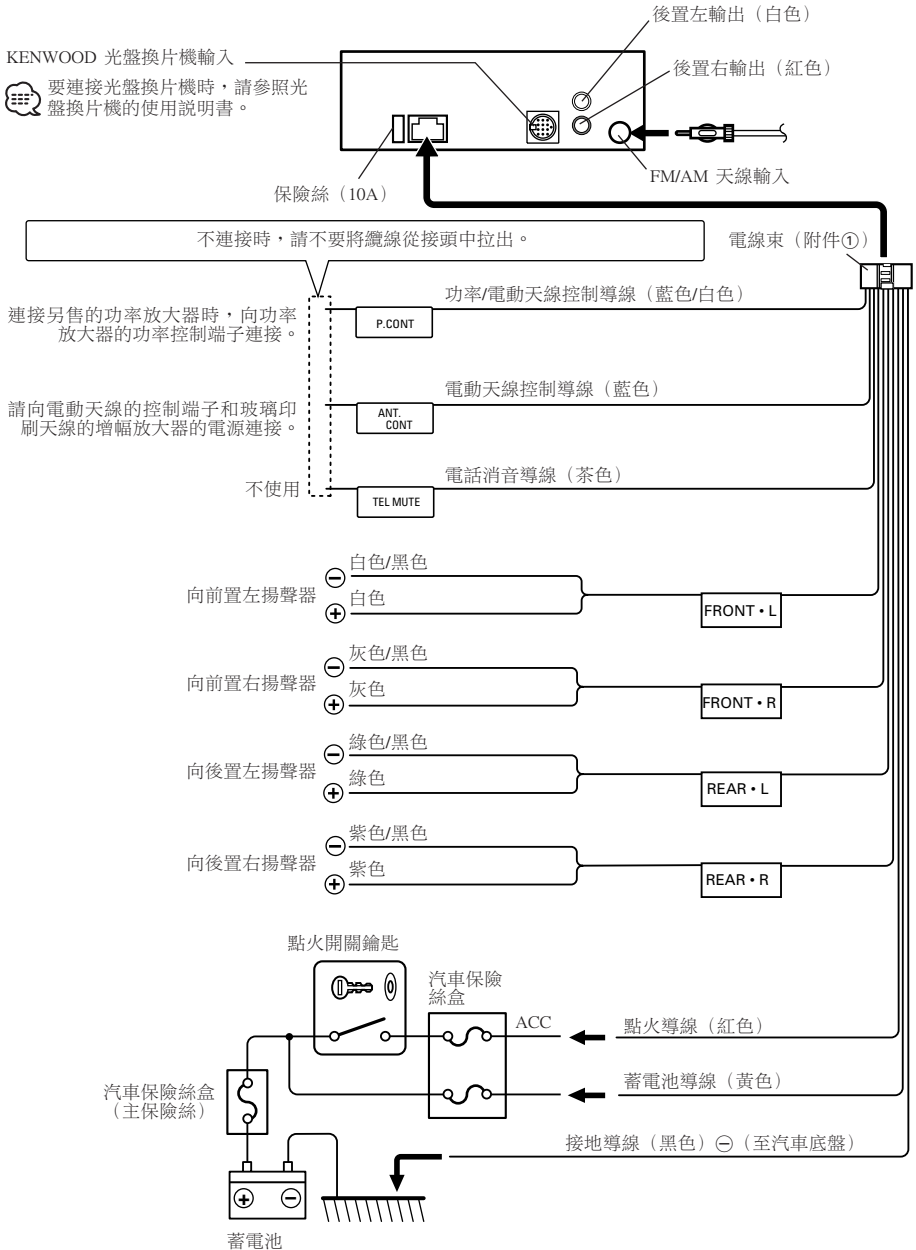 後置左輸出（白色）
KENWOOD 光盤換片機輸入
後置右輸出（紅色）
要連接光盤換片機時，請參照光
盤換片機的使用説明書。
FM/AM 天線輸入
保險絲（10A）
不連接時，請不要將纜線從接頭中拉出。
電線束（附件①）
功率/電動天線控制導線（藍色/白色）
連接另售的功率放大器時，向功率
放大器的功率控制端子連接。
P.CONT
電動天線控制導線（藍色）
請向電動天線的控制端子和玻璃印
刷天線的增幅放大器的電源連接。
ANT.
CONT
電話消音導線（茶色）
不使用
TEL MUTE
⊖ 白色/黑色
向前置左揚聲器
⊕ 白色
FRONT・L
⊖ 灰色/黑色
向前置右揚聲器
⊕ 灰色
FRONT・R
⊖ 綠色/黑色
向後置左揚聲器
⊕ 綠色
REAR・L
⊖ 紫色/黑色
向後置右揚聲器
⊕ 紫色
REAR・R
點火開關鑰匙
汽車保險
絲盒
ACC
點火導線（紅色）
蓄電池導線（黃色）
汽車保險絲盒
（主保險絲）
接地導線（黑色）⊖（至汽車底盤）
⊕ ⊖
蓄電池